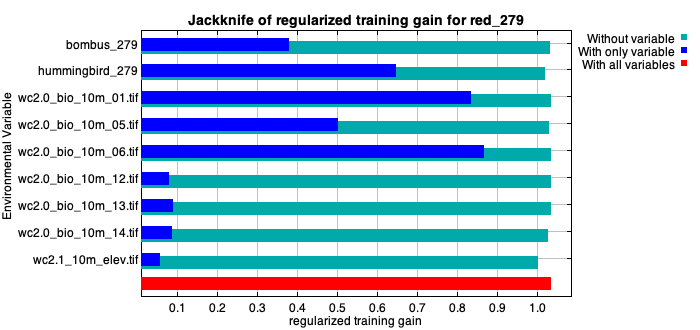 Jackknife of regularized training gain for red_279
Environmental Variable
bombus_279
hummingbird_279
wc2.0_bio_10m_01.tif
wc2.0_bio_10m_05.tif
wc2.0_bio_10m_06.tif
wc2.0_bio_10m_12.tif
wc2.0_bio_10m_13.tif
wc2.0_bio_10m_14.tif
wc2.1_10m_elev.tif
Without variable
With only variable
With all variables
0.1 0.2 0.3 0.4 0.5 0.6 0.7 0.8 0.9 1.0
regularized training gain